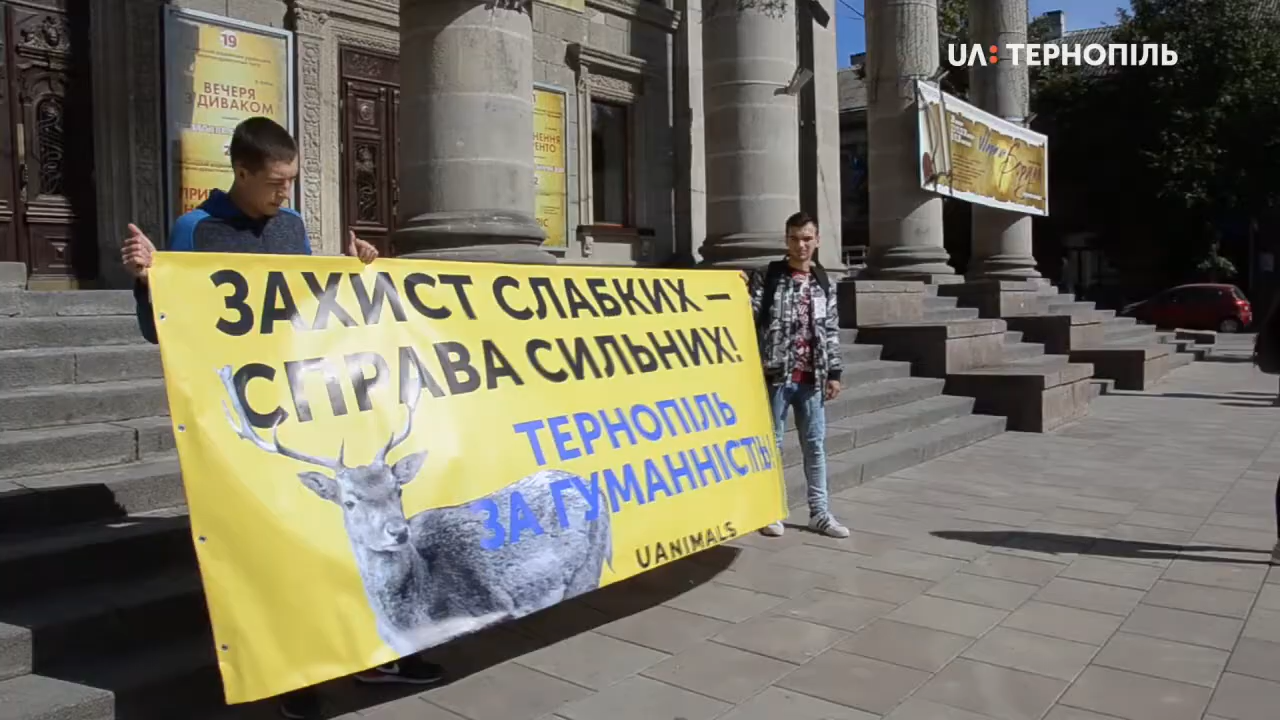 UA:ТЕРНОПІЛЬ
19
ВЕЧЕРЯ
З ДИВАКОМ
ЗАХИСТ СЛАБКИХ –
СПРАВА СИЛЬНИХ!
ТЕРНОПІЛЬ
ЗА ГУМАННІСТЬ!
UANIMALS